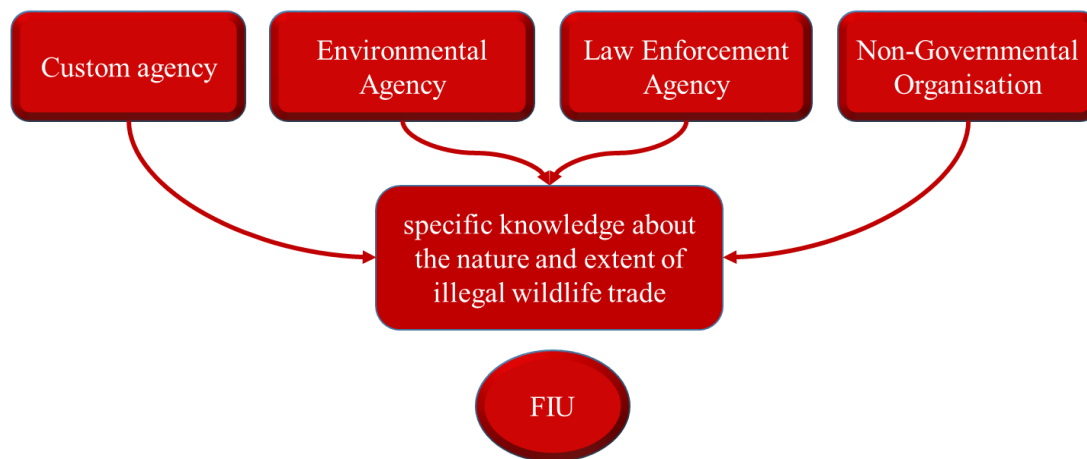 Custom agency
Environmental
Agency
Law Enforcement
Agency
Non-Governmental
Organisation
specific knowledge about
the nature and extent of
illegal wildlife trade
FIU